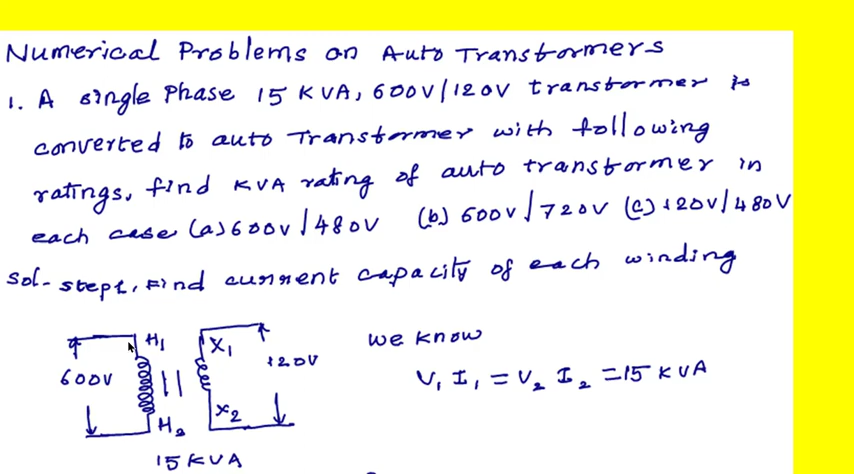 Numerical Problems on Auto Transformers
1. A single Phase 15 KVA, 600V/120V transformer is
converted to auto Transformer with following
ratings. find KVA rating of auto transformer in
each case (a) 600V/480V (b) 600V/720V (c) 120V/480V
Sol- step1, Find current capacity of each winding
H1 X1 we know
600V 120V
V1 I1 = V2 I2 = 15 KVA
H2 X2
15 KVA